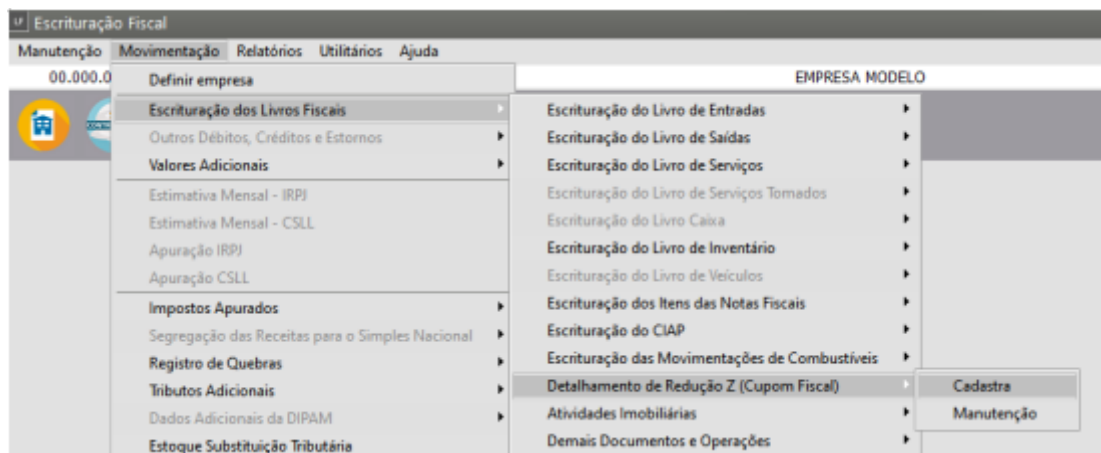 Escrituração Fiscal
Manutenção Movimentação Relatórios Utilitários Ajuda
00.000.0
EMPRESA MODELO
Definir empresa
Escrituração dos Livros Fiscais
Outros Débitos, Créditos e Estornos
Valores Adicionais
Estimativa Mensal - IRPJ
Estimativa Mensal - CSLL
Apuração IRPJ
Apuração CSLL
Impostos Apurados
Segregação das Receitas para o Simples Nacional
Registro de Quebras
Tributos Adicionais
Dados Adicionais da DIPAM
Estoque Substituição Tributária
Escrituração do Livro de Entradas
Escrituração do Livro de Saídas
Escrituração do Livro de Serviços
Escrituração do Livro de Serviços Tomados
Escrituração do Livro Caixa
Escrituração do Livro de Inventário
Escrituração do Livro de Veículos
Escrituração dos Itens das Notas Fiscais
Escrituração do CIAP
Escrituração das Movimentações de Combustíveis
Detalhamento de Redução Z (Cupom Fiscal)
Atividades Imobiliárias
Demais Documentos e Operações
Cadastra
Manutenção